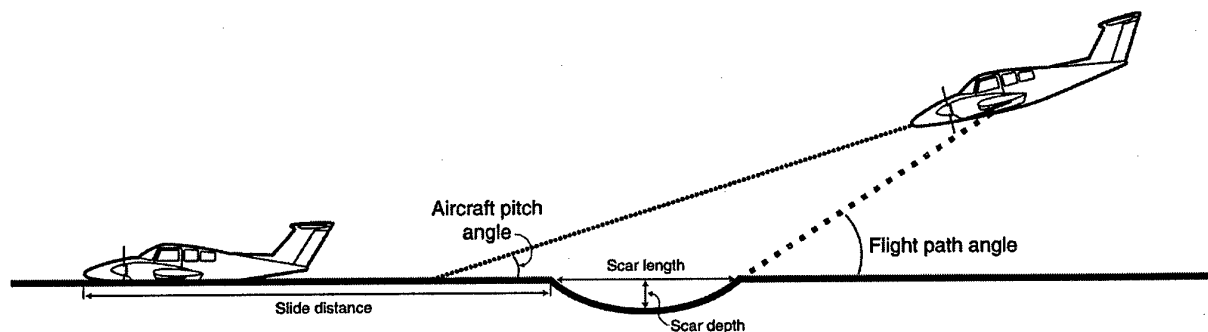 Aircraft pitch
angle
Flight path angle
Scar length
Slide distance
Scar depth